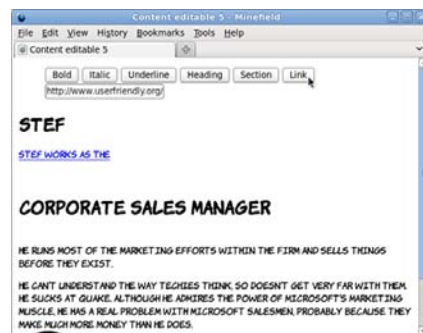 Content editable 5 - Minefield
File Edit View History Bookmarks Tools Help
Content editable 5
Bold Italic Underline Heading Section Link
http://www.userfriendly.org/
STEF
STEF WORKS AS THE
CORPORATE SALES MANAGER
HE RUNS MOST OF THE MARKETING EFFORTS WITHIN THE FIRM AND SELLS THINGS
BEFORE THEY EXIST.
HE CAN'T UNDERSTAND THE WAY TECHIES THINK, SO DOESN'T GET VERY FAR WITH THEM.
HE SUCKS AT QUAKE. ALTHOUGH HE ADMIRES THE POWER OF MICROSOFT'S MARKETING
MUSCLE, HE HAS A REAL PROBLEM WITH MICROSOFT SALESMEN, PROBABLY BECAUSE THEY
MAKE MUCH MORE MONEY THAN HE DOES.